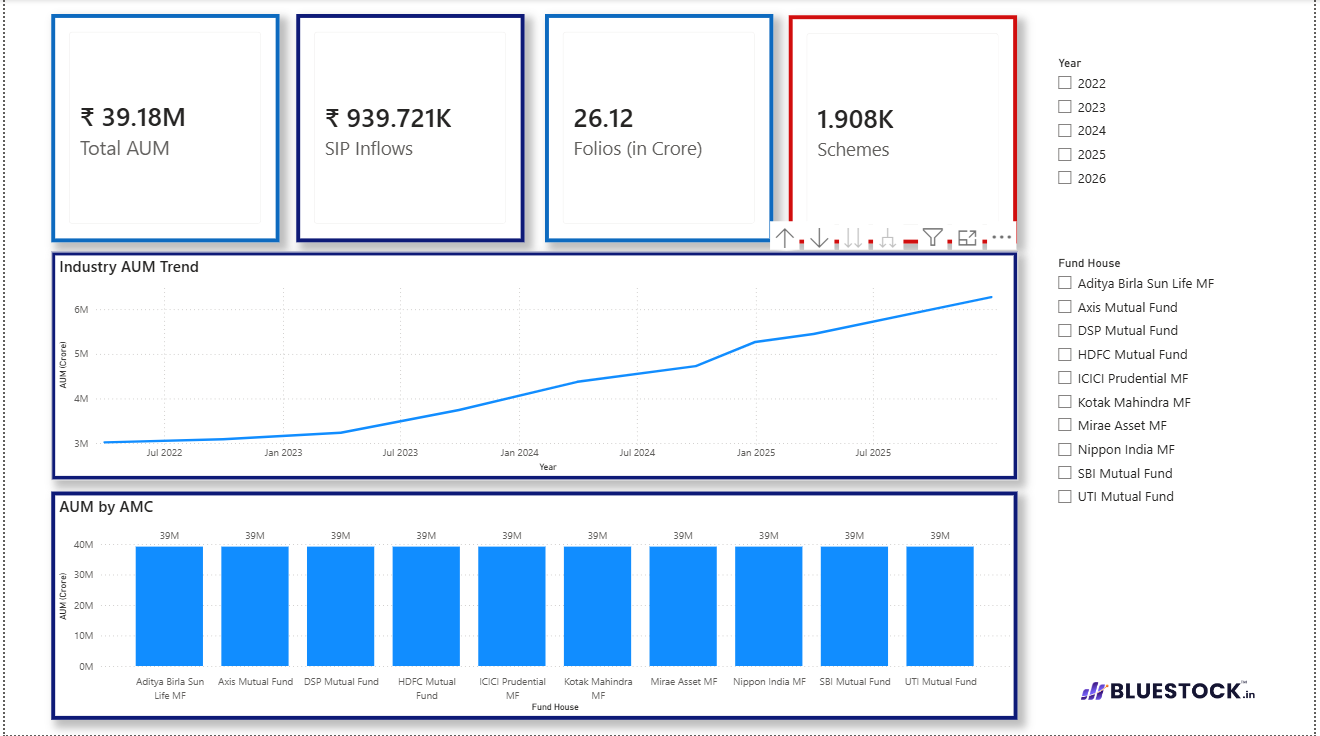 ₹ 39.18M
Total AUM
₹ 939.721K
SIP Inflows
26.12
Folios (in Crore)
1.908K
Schemes
Year
2022
2023
2024
2025
2026
Industry AUM Trend
AUM (Crore)
6M
5M
4M
3M
Jul 2022
Jan 2023
Jul 2023
Jan 2024
Jul 2024
Jan 2025
Jul 2025
Year
Fund House
Aditya Birla Sun Life MF
Axis Mutual Fund
DSP Mutual Fund
HDFC Mutual Fund
ICICI Prudential MF
Kotak Mahindra MF
Mirae Asset MF
Nippon India MF
SBI Mutual Fund
UTI Mutual Fund
AUM by AMC
AUM (Crore)
40M
30M
20M
10M
0M
39M
39M
39M
39M
39M
39M
39M
39M
39M
39M
Aditya Birla Sun
Life MF
Axis Mutual Fund
DSP Mutual Fund
HDFC Mutual
Fund
ICICI Prudential
MF
Kotak Mahindra
MF
Mirae Asset MF
Nippon India MF
SBI Mutual Fund
UTI Mutual Fund
Fund House
BLUESTOCK™.in